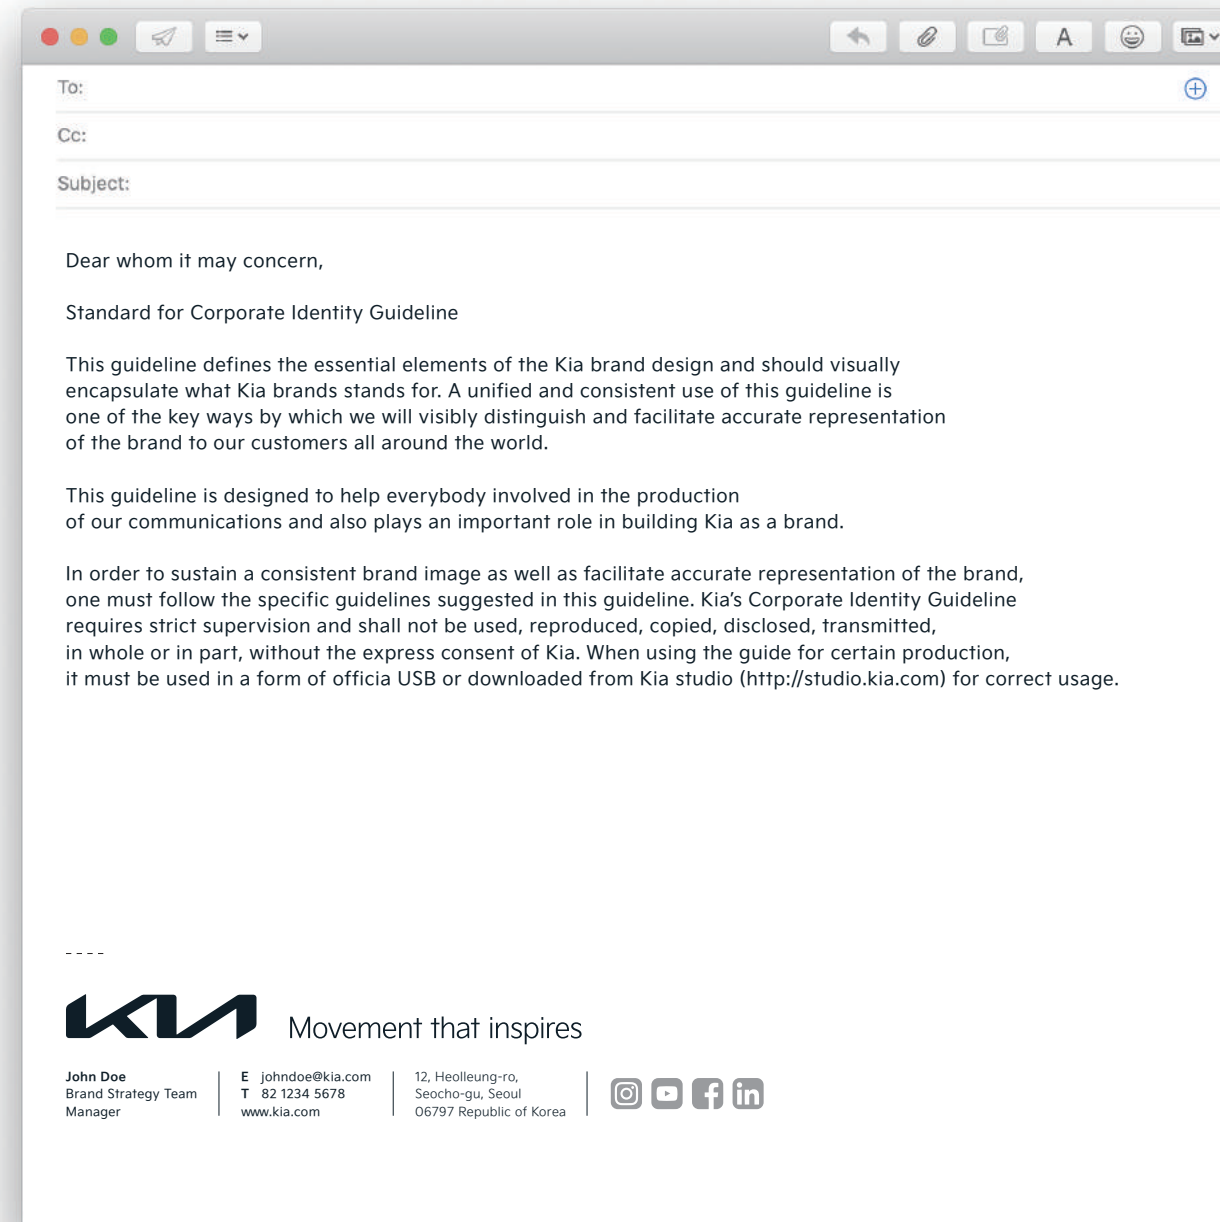 To:
Cc:
Subject:
Dear whom it may concern,
Standard for Corporate Identity Guideline
This guideline defines the essential elements of the Kia brand design and should visually
encapsulate what Kia brands stands for. A unified and consistent use of this guideline is
one of the key ways by which we will visibly distinguish and facilitate accurate representation
of the brand to our customers all around the world.
This guideline is designed to help everybody involved in the production
of our communications and also plays an important role in building Kia as a brand.
In order to sustain a consistent brand image as well as facilitate accurate representation of the brand,
one must follow the specific guidelines suggested in this guideline. Kia’s Corporate Identity Guideline
requires strict supervision and shall not be used, reproduced, copied, disclosed, transmitted,
in whole or in part, without the express consent of Kia. When using the guide for certain production,
it must be used in a form of officia USB or downloaded from Kia studio (http://studio.kia.com) for correct usage.
----
KIA Movement that inspires
John Doe
Brand Strategy Team
Manager
E johndoe@kia.com
T 82 1234 5678
www.kia.com
12, Heolleung-ro,
Seocho-gu, Seoul
06797 Republic of Korea